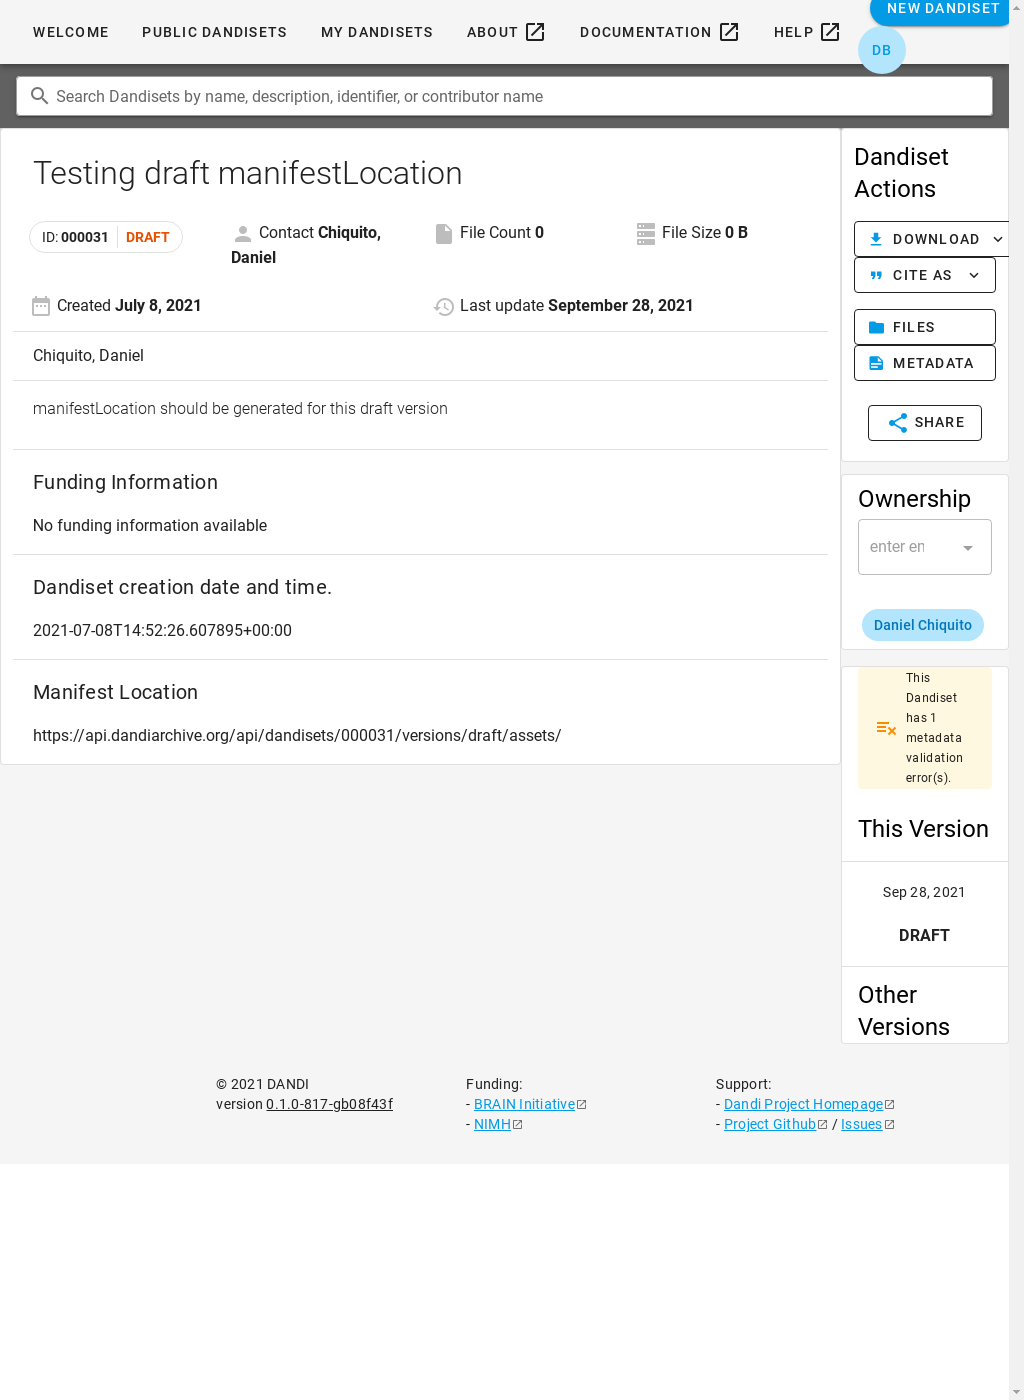 WELCOME
PUBLIC DANDISETS
MY DANDISETS
ABOUT
DOCUMENTATION
HELP
NEW DANDISET
DB
Search Dandisets by name, description, identifier, or contributor name
Testing draft manifestLocation
ID: 000031 DRAFT
Contact Chiquito,
Daniel
File Count 0
File Size 0 B
Created July 8, 2021
Last update September 28, 2021
Chiquito, Daniel
manifestLocation should be generated for this draft version
Funding Information
No funding information available
Dandiset creation date and time.
2021-07-08T14:52:26.607895+00:00
Manifest Location
https://api.dandiarchive.org/api/dandisets/000031/versions/draft/assets/
Dandiset
Actions
DOWNLOAD
CITE AS
FILES
METADATA
SHARE
Ownership
enter
Daniel Chiquito
This
Dandiset
has 1
metadata
validation
error(s).
This Version
Sep 28, 2021
DRAFT
Other
Versions
© 2021 DANDI
version 0.1.0-817-gb08f43f
Funding:
- BRAIN Initiative
- NIMH
Support:
- Dandi Project Homepage
- Project Github / Issues